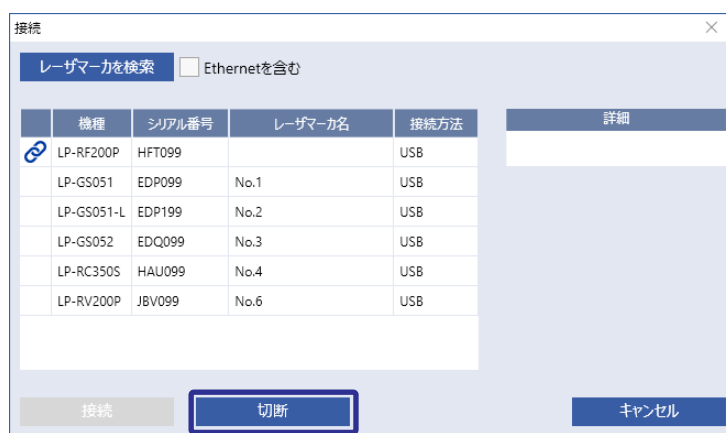 接続
レーザマーカを検索 Ethernetを含む
機種 シリアル番号 レーザマーカ名 接続方法 詳細
LP-RF200P HFT099 USB
LP-GS051 EDP099 No.1 USB
LP-GS051-L EDP199 No.2 USB
LP-GS052 EDQ099 No.3 USB
LP-RC350S HAU099 No.4 USB
LP-RV200P JBV099 No.6 USB
接続 切断 キャンセル